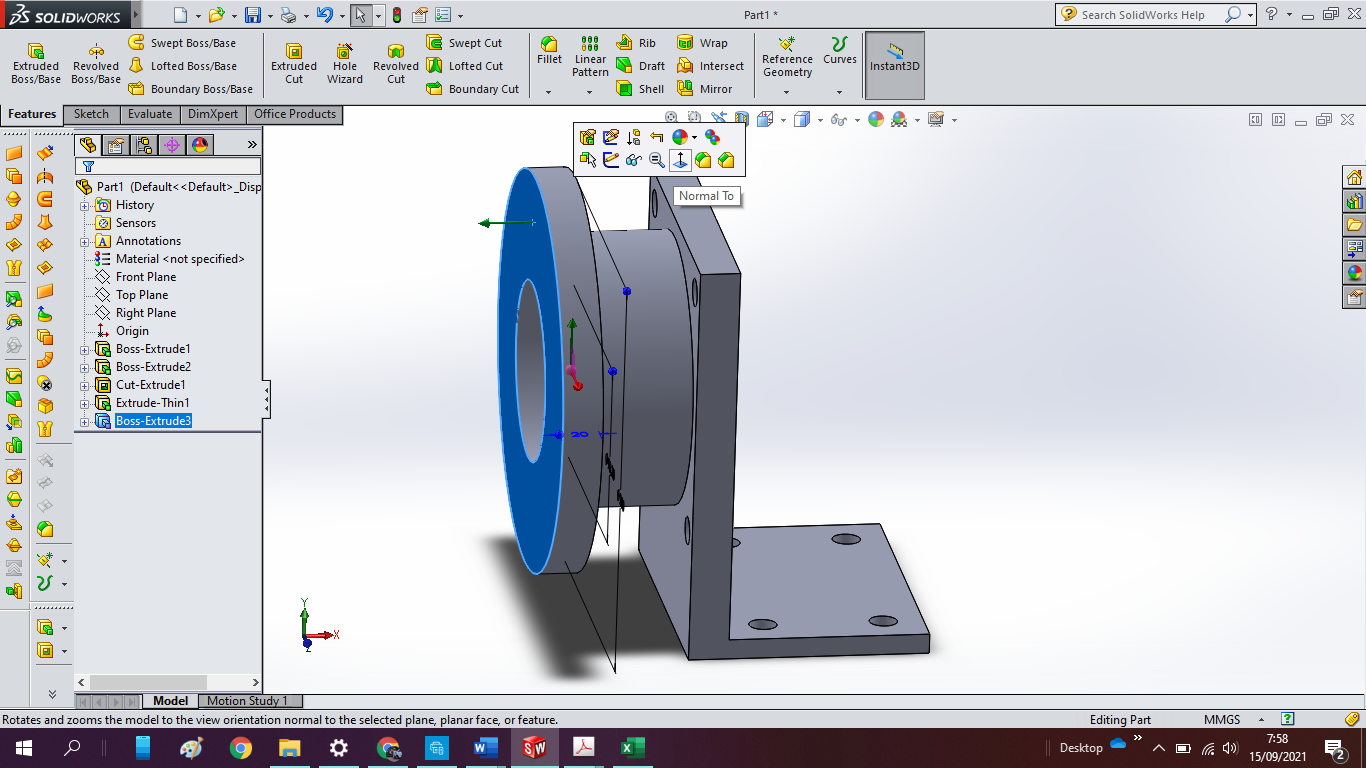 SOLIDWORKS
Part1 *
Search SolidWorks Help
Extruded Boss/Base
Revolved Boss/Base
Swept Boss/Base
Lofted Boss/Base
Boundary Boss/Base
Extruded Cut
Hole Wizard
Revolved Cut
Swept Cut
Lofted Cut
Boundary Cut
Fillet
Linear Pattern
Rib
Draft
Shell
Wrap
Intersect
Mirror
Reference Geometry
Curves
Instant3D
Features
Sketch
Evaluate
DimXpert
Office Products
Part1 (Default<<Default>_Disp
History
Sensors
Annotations
Material <not specified>
Front Plane
Top Plane
Right Plane
Origin
Boss-Extrude1
Boss-Extrude2
Cut-Extrude1
Extrude-Thin1
Boss-Extrude3
Normal To
20
Y
X
Z
Model
Motion Study 1
Rotates and zooms the model to the view orientation normal to the selected plane, planar face, or feature.
Editing Part
MMGS
Desktop
7:58
15/09/2021
2